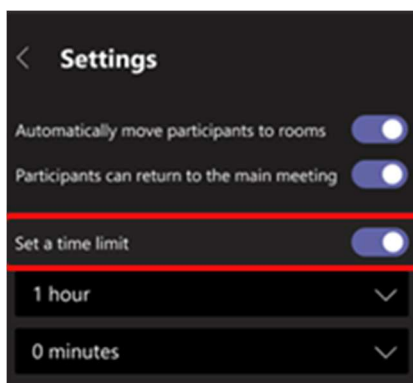 Settings
Automatically move participants to rooms
Participants can return to the main meeting
Set a time limit
1 hour
0 minutes